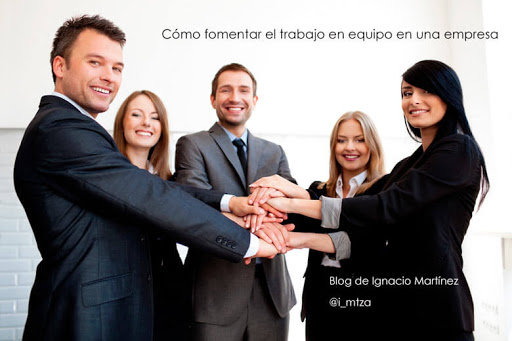 Cómo fomentar el trabajo en equipo en una empresa
Blog de Ignacio Martínez
@i_mtza